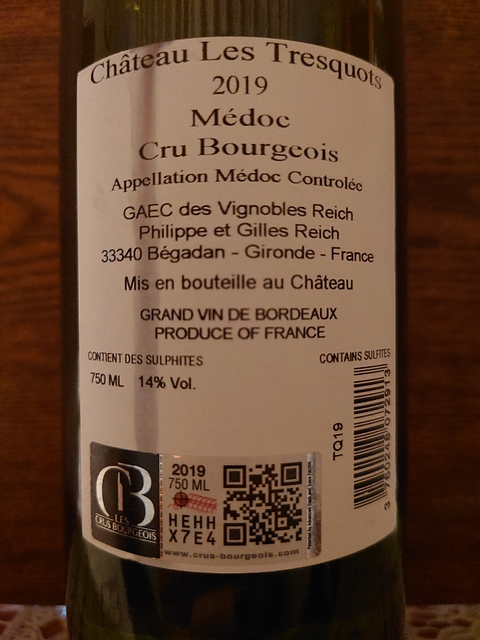 Château Les Tresquots
2019
Médoc
Cru Bourgeois
Appellation Médoc Controlée
GAEC des Vignobles Reich
Philippe et Gilles Reich
33340 Bégadan - Gironde - France
Mis en bouteille au Château
GRAND VIN DE BORDEAUX
PRODUCE OF FRANCE
CONTIENT DES SULPHITES
CONTAINS SULFITES
750 ML 14% Vol.
TQ19
3 760248 072913
CB
LES
CRUS BOURGEOIS
2019
750 ML
HEHH
X7E4
www.crus-bourgeois.com